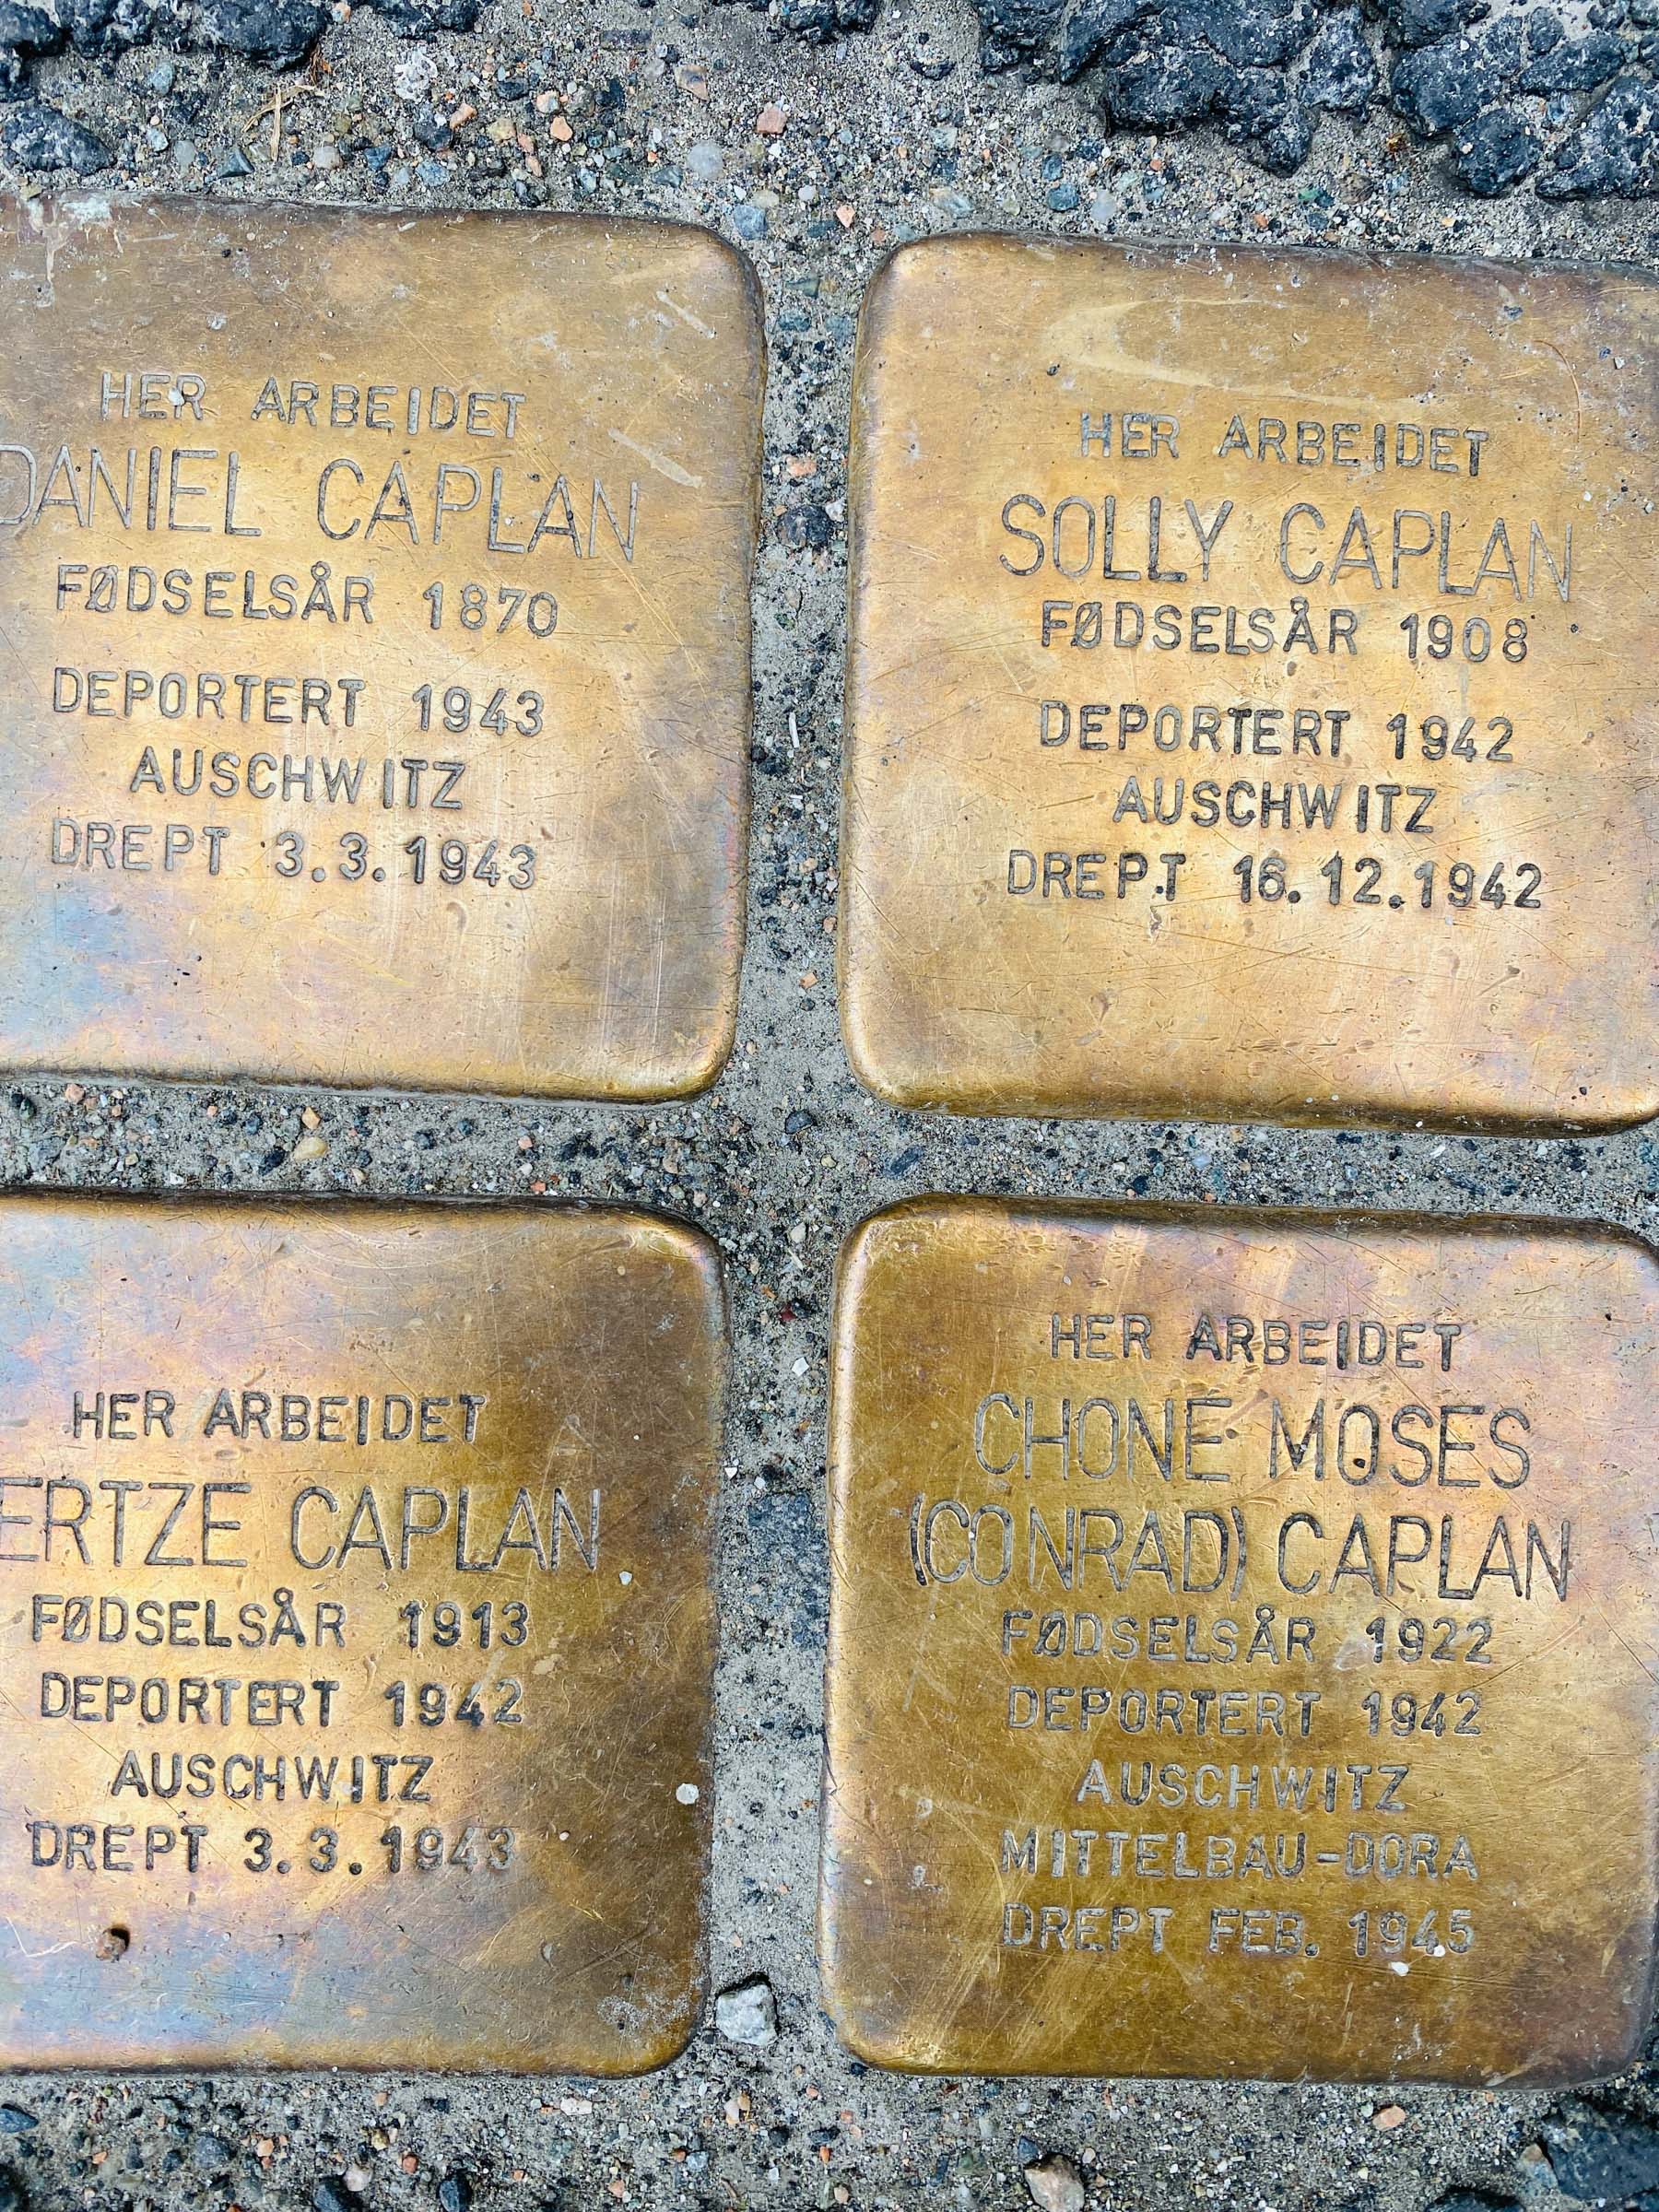 HER ARBEIDET
DANIEL CAPLAN
FØDSELSÅR 1870
DEPORTERT 1943
AUSCHWITZ
DREPT 3.3.1943
HER ARBEIDET
SOLLY CAPLAN
FØDSELSÅR 1908
DEPORTERT 1942
AUSCHWITZ
DREPT 16.12.1942
HER ARBEIDET
CAPLAN
FØDSELSÅR 1913
DEPORTERT 1942
AUSCHWITZ
DREPT 3.3.1943
HER ARBEIDET
CHONE MOSES
(CONRAD) CAPLAN
FØDSELSÅR 1922
DEPORTERT 1942
AUSCHWITZ
MITTELBAU-DORA
DREPT FEB. 1945